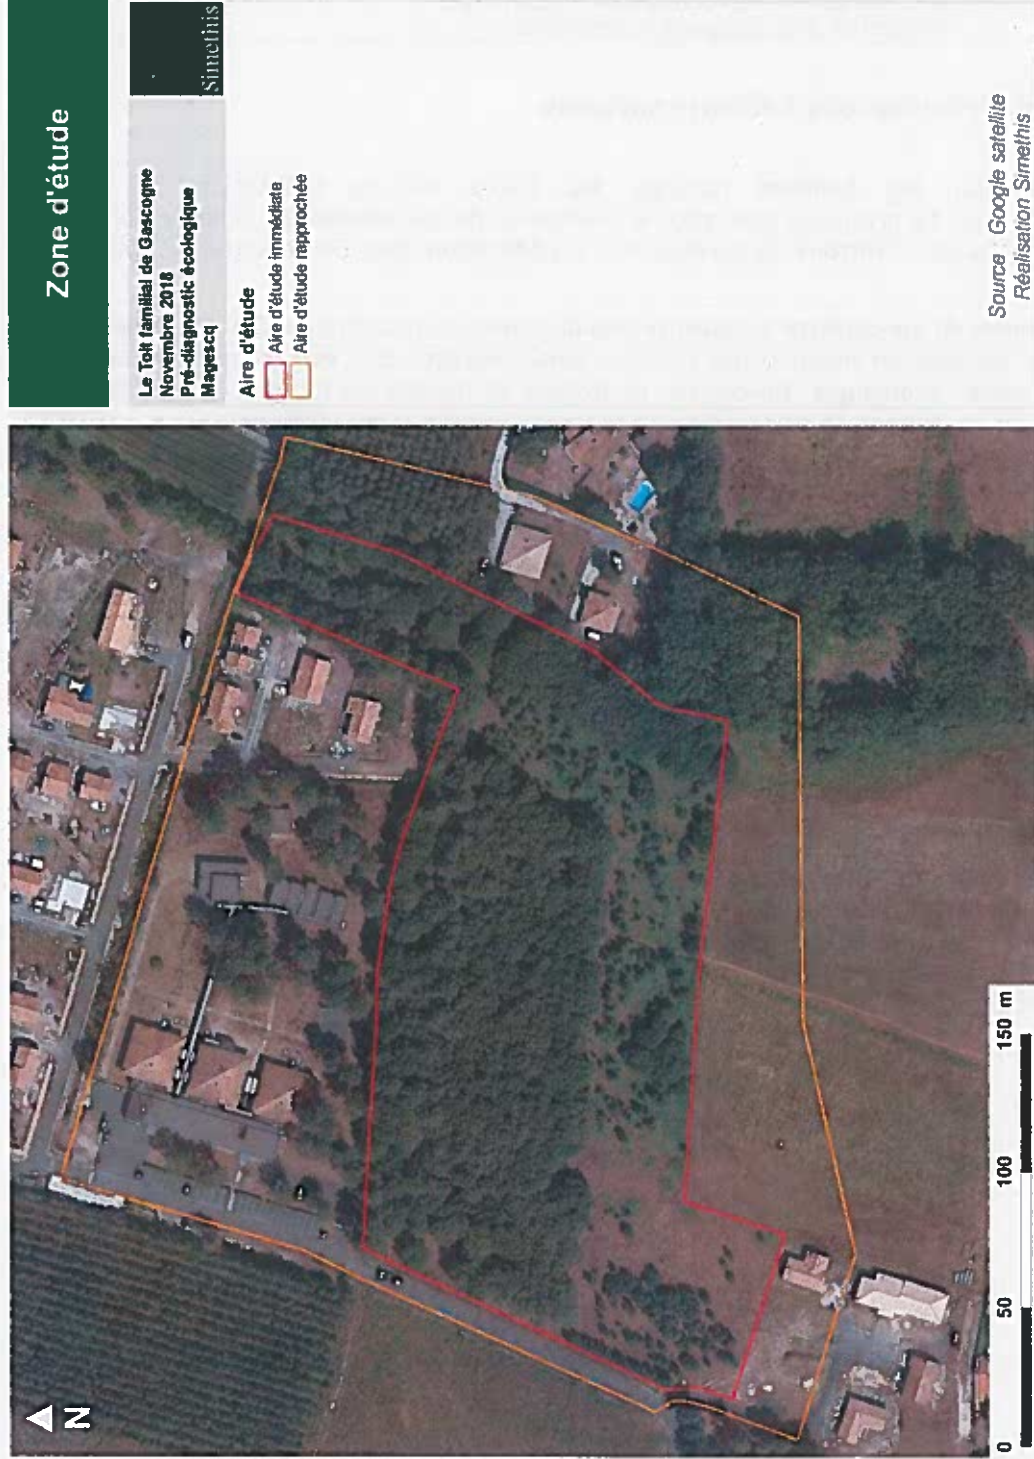 Zone d'étude
Simethis
Le Toit familial de Gascogne
Novembre 2018
Pré-diagnostic écologique
Magescq
Aire d'étude
Aire d'étude immédiate
Aire d'étude rapprochée
N
0 50 100 150 m
Source Google satellite
Réalisation Simethis